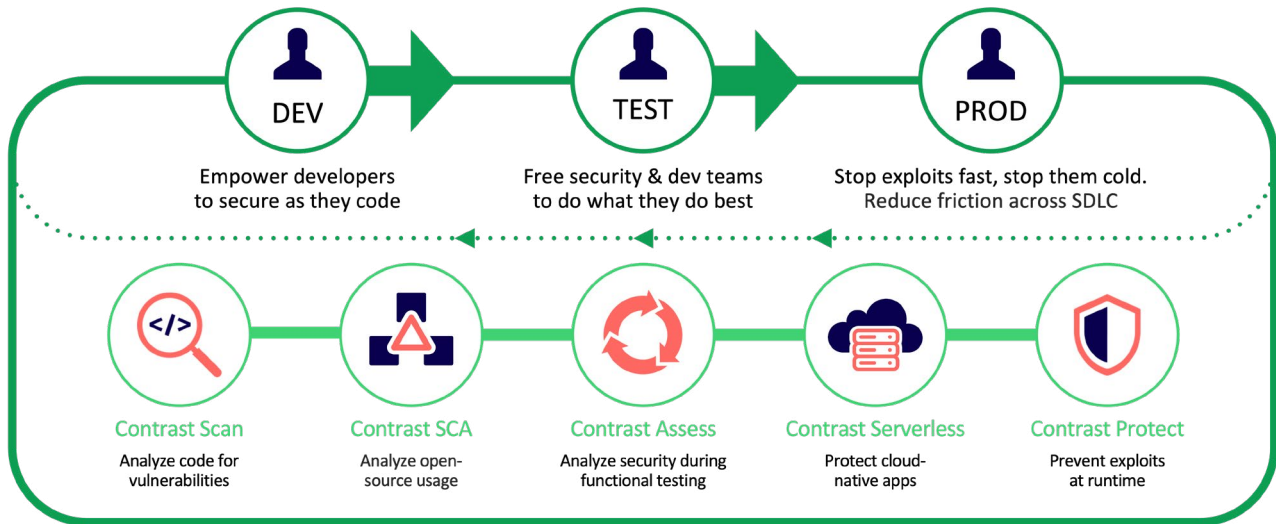 DEV
TEST
PROD
Empower developers
to secure as they code
Free security & dev teams
to do what they do best
Stop exploits fast, stop them cold.
Reduce friction across SDLC
</>
Contrast Scan
Analyze code for
vulnerabilities
Contrast SCA
Analyze open-
source usage
Contrast Assess
Analyze security during
functional testing
Contrast Serverless
Protect cloud-
native apps
Contrast Protect
Prevent exploits
at runtime